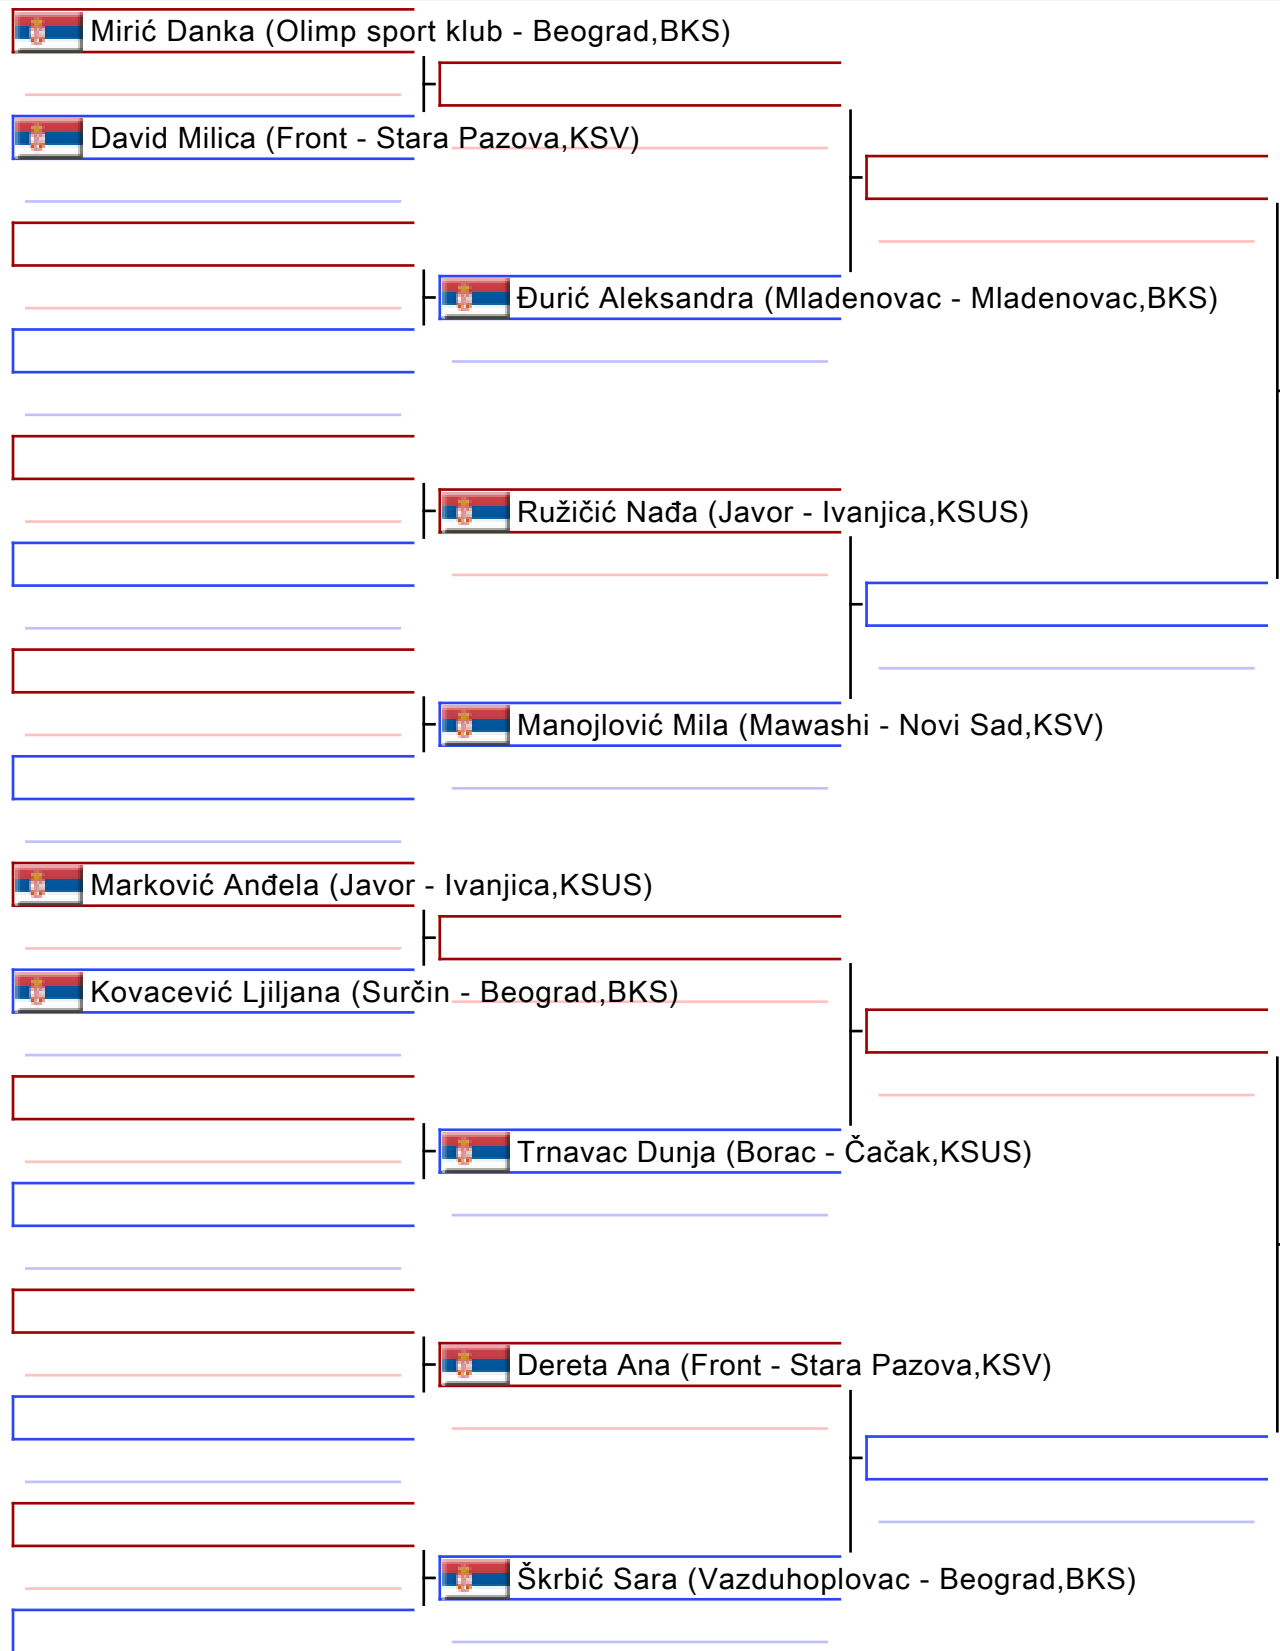 Mirić Danka (Olimp sport klub - Beograd,BKS)
David Milica (Front - Stara Pazova,KSV)
Đurić Aleksandra (Mladenovac - Mladenovac,BKS)
Ružičić Nađa (Javor - Ivanjica,KSUS)
Manojlović Mila (Mawashi - Novi Sad,KSV)
Marković Anđela (Javor - Ivanjica,KSUS)
Kovacević Ljiljana (Surčin - Beograd,BKS)
Trnavac Dunja (Borac - Čačak,KSUS)
Dereta Ana (Front - Stara Pazova,KSV)
Škrbić Sara (Vazduhoplovac - Beograd,BKS)